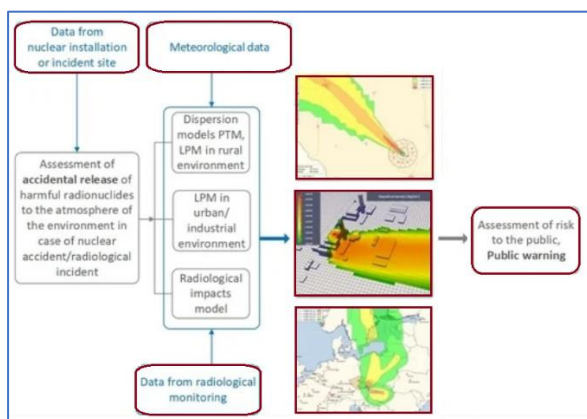 Data from
nuclear installation
or incident site
Meteorological data
Assessment of
accidental release of
harmful radionuclides
to the atmosphere of
the environment in
case of nuclear
accident/radiological
incident
Dispersion
models PTM,
LPM in rural
environment
LPM in
urban/
industrial
environment
Radiological
impacts
model
Data from radiological
monitoring
Assessment of risk
to the public,
Public warning